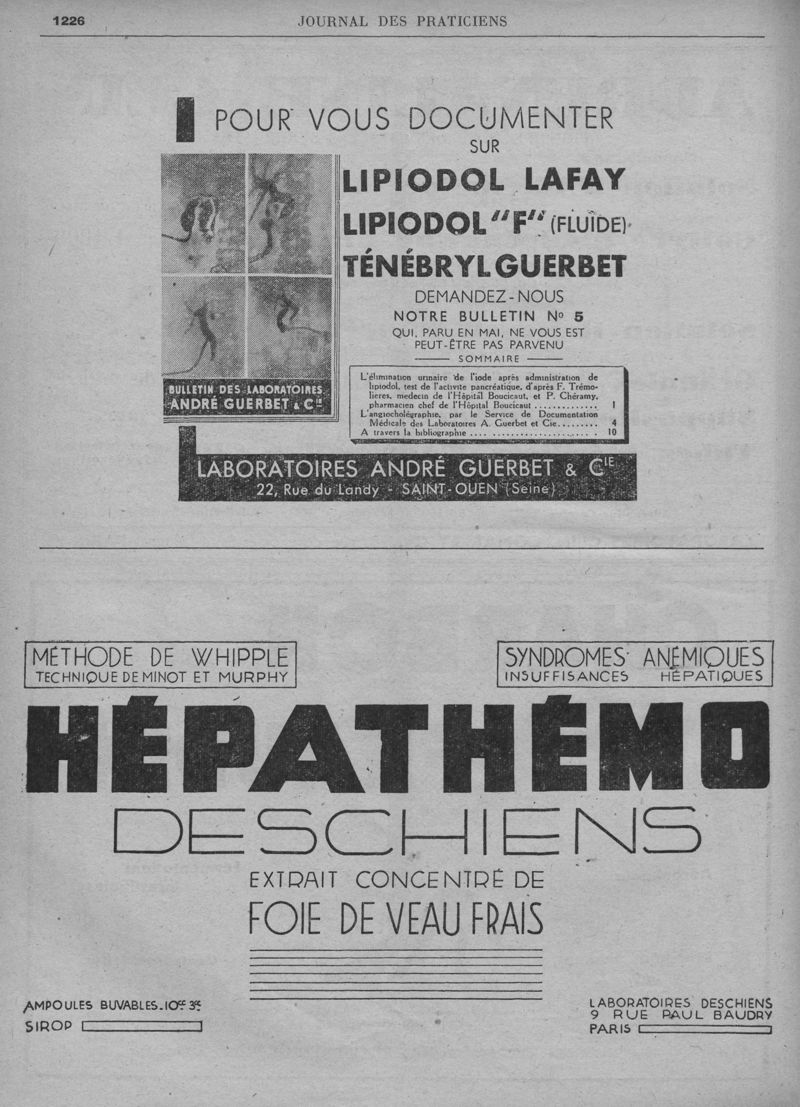 1226
JOURNAL DES PRATICIENS
POUR VOUS DOCUMENTER
SUR
LIPIODOL LAFAY
LIPIODOL "F" (FLUIDE)
TÉNÉBRYL GUERBET
DEMANDEZ-NOUS
NOTRE BULLETIN No 5
QUI, PARU EN MAI, NE VOUS EST
PEUT-ÊTRE PAS PARVENU
SOMMAIRE
L'élimination urinaire de l'iode après administration de
lipiodol, test de l'activité pancréatique, d'après F. Trémo-
lières, médecin de l'Hôpital Boucicaut, et P. Chéramy,
pharmacien chef de l'Hôpital Boucicaut .............. 1
L'angiocholégraphie, par le Service de Documentation
Médicale des Laboratoires A. Guerbet et Cie......... 4
A travers la bibliographie .... ....................... 10
BULLETIN DES LABORATOIRES
ANDRÉ GUERBET & Cie
LABORATOIRES ANDRÉ GUERBET & CIE
22, Rue du Landy - SAINT-OUEN (Seine)
MÉTHODE DE WHIPPLE
TECHNIQUE DE MINOT ET MURPHY
SYNDROMES ANÉMIQUES
INSUFFISANCES HÉPATIQUES
HÉPATHÉMO
DESCHIENS
EXTRAIT CONCENTRÉ DE
FOIE DE VEAU FRAIS
AMPOULES BUVABLES_10cc 3cc
SIROP
LABORATOIRES DESCHIENS
9 RUE PAUL BAUDRY
PARIS